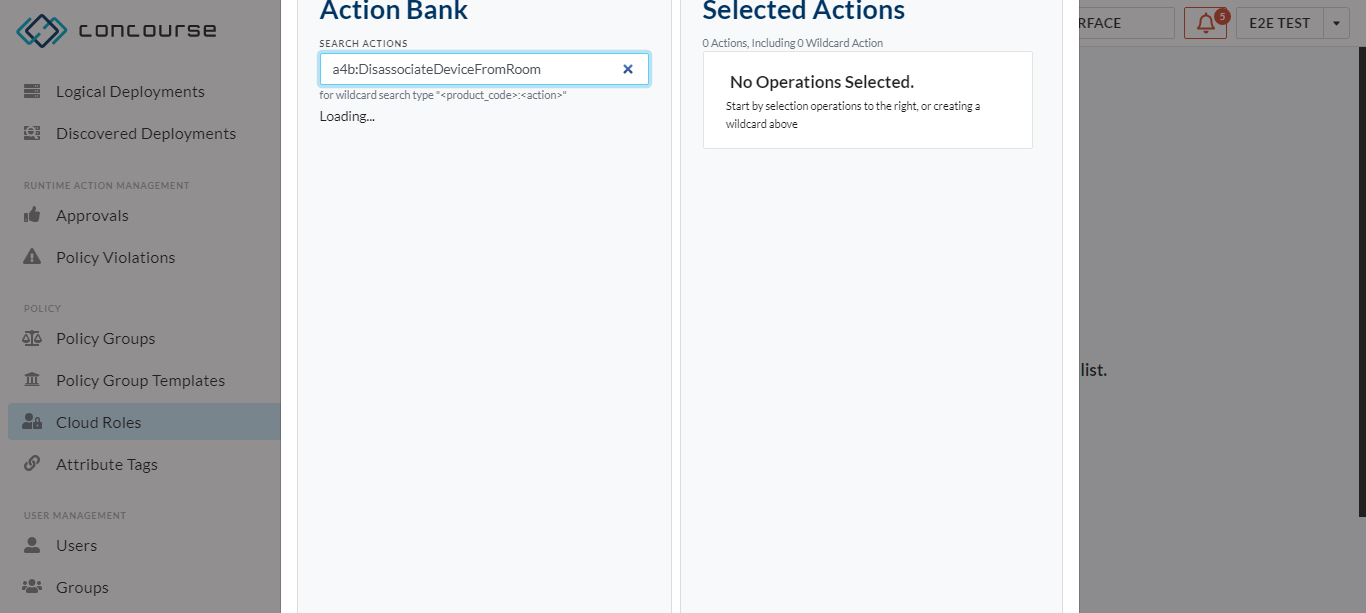 concourse
Logical Deployments
Discovered Deployments
RUNTIME ACTION MANAGEMENT
Approvals
Policy Violations
POLICY
Policy Groups
Policy Group Templates
Cloud Roles
Attribute Tags
USER MANAGEMENT
Users
Groups
Action Bank
SEARCH ACTIONS
a4b:DisassociateDeviceFromRoom
for wildcard search type "<product_code>:<action>"
Loading...
Selected Actions
0 Actions, Including 0 Wildcard Action
No Operations Selected.
Start by selection operations to the right, or creating a
wildcard above
RFACE
5
E2E TEST
list.